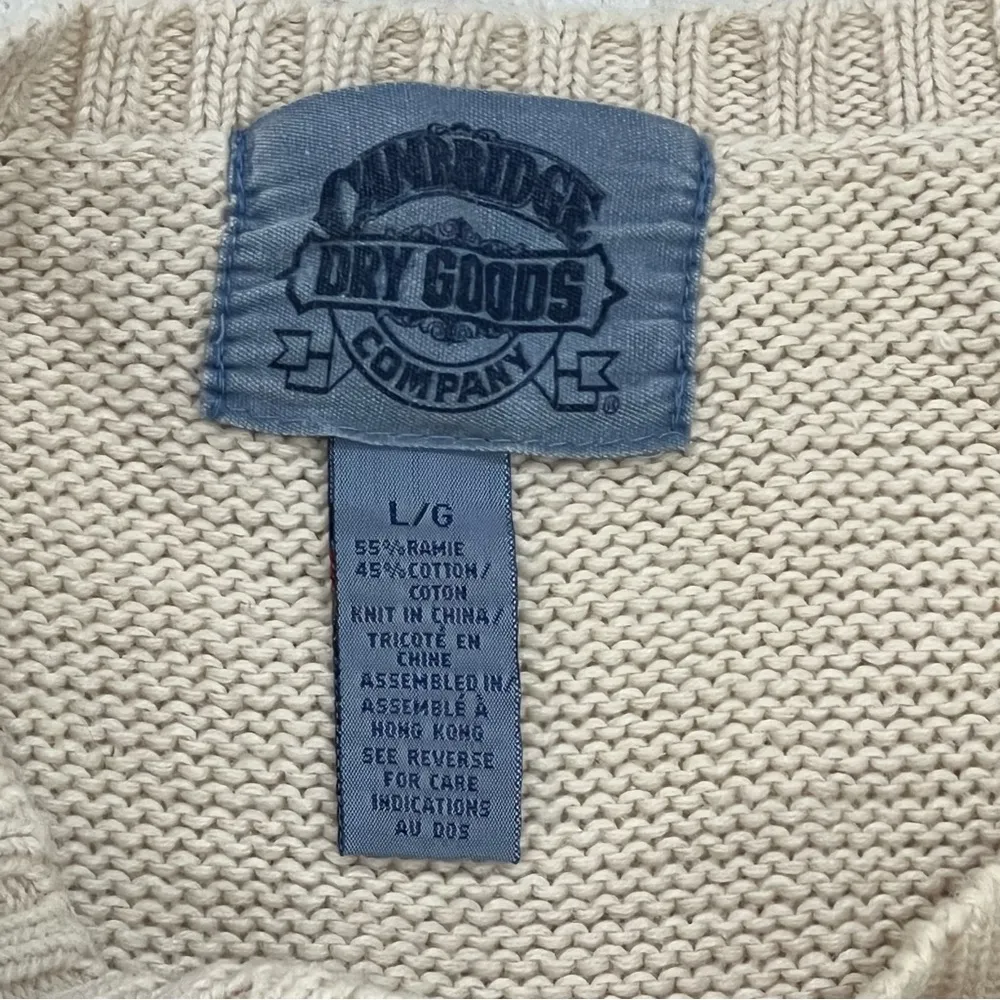 CAMBRIDGE
DRY GOODS
COMPANY
®
L/G
55% RAMIE
45% COTTON/
COTON
KNIT IN CHINA/
TRICOTÉ EN
CHINE
ASSEMBLED IN/
ASSEMBLÉ À
HONG KONG
SEE REVERSE
FOR CARE
INDICATIONS
AU DOS